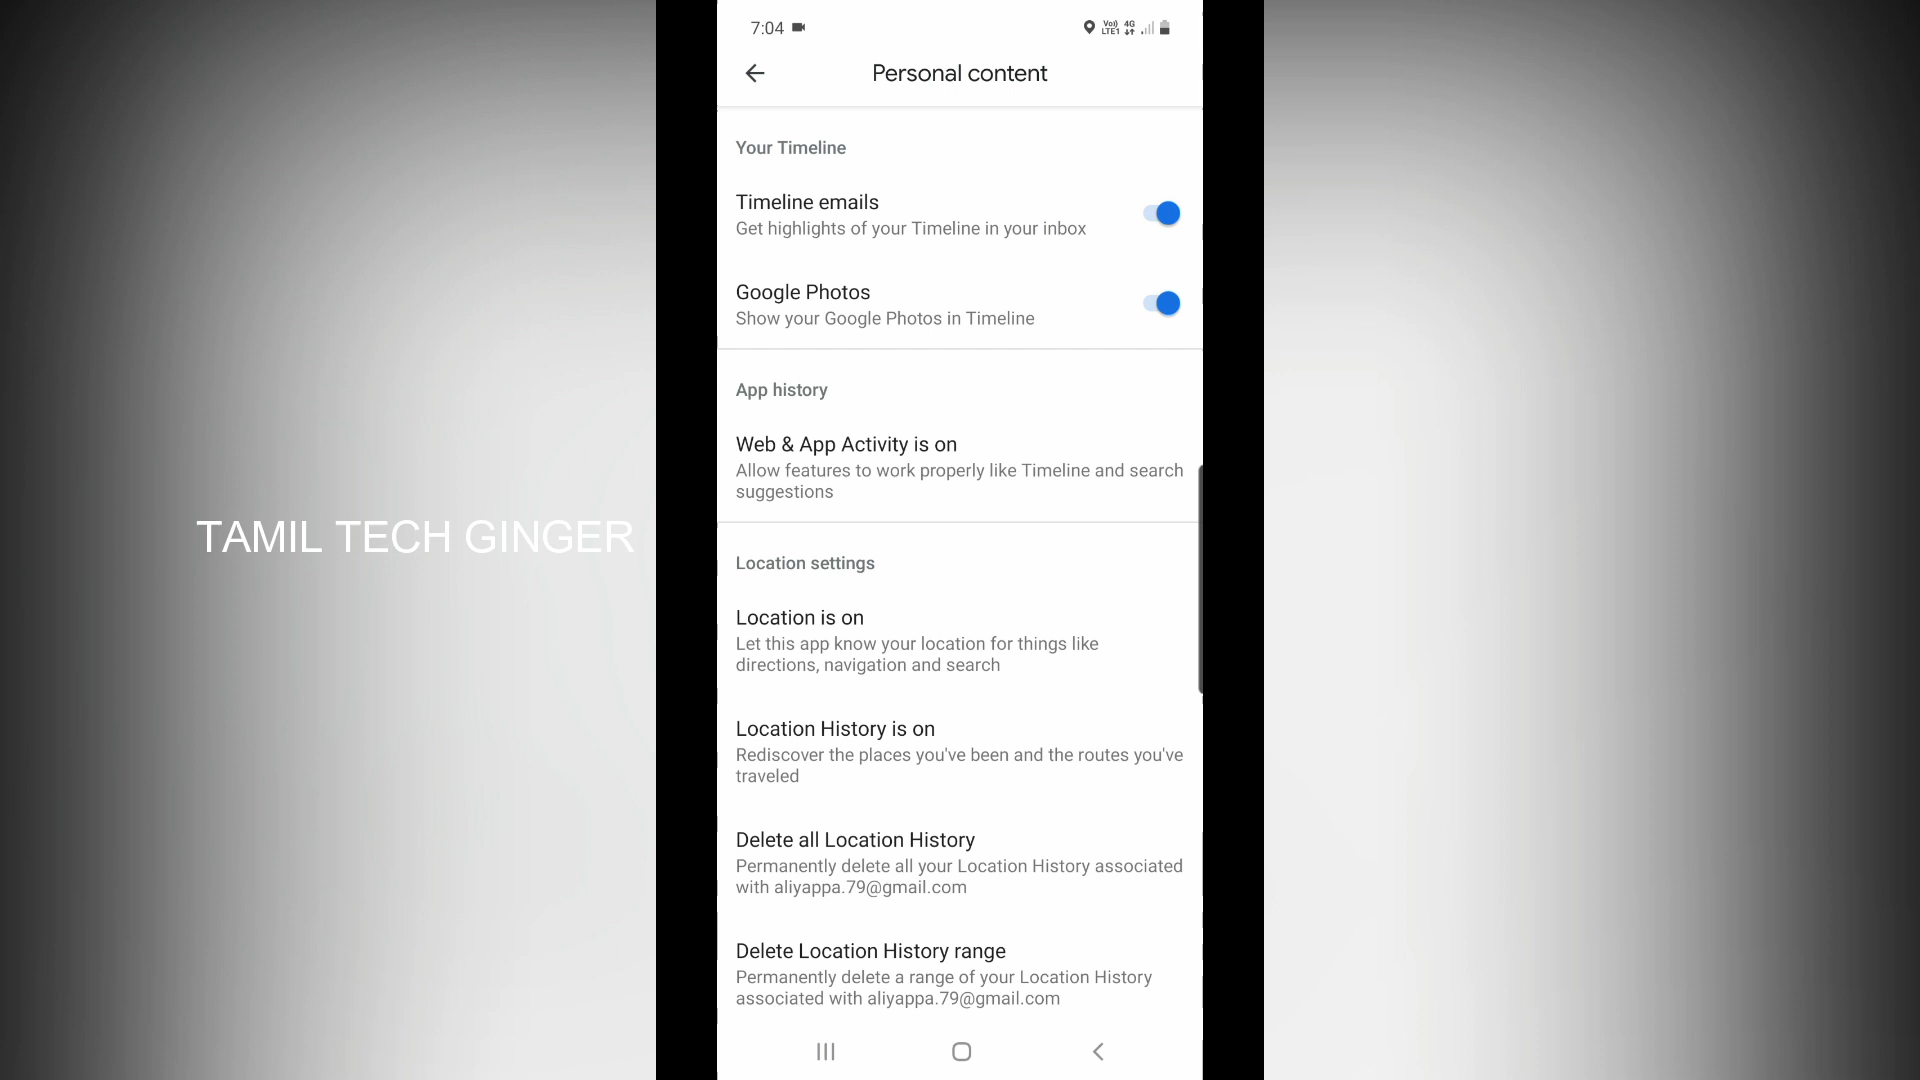 7:04
Vo)) 4G
LTE1
Personal content
Your Timeline
Timeline emails
Get highlights of your Timeline in your inbox
Google Photos
Show your Google Photos in Timeline
App history
Web & App Activity is on
Allow features to work properly like Timeline and search
suggestions
TAMIL TECH GINGER
Location settings
Location is on
Let this app know your location for things like
directions, navigation and search
Location History is on
Rediscover the places you've been and the routes you've
traveled
Delete all Location History
Permanently delete all your Location History associated
with aliyappa.79@gmail.com
Delete Location History range
Permanently delete a range of your Location History
associated with aliyappa.79@gmail.com